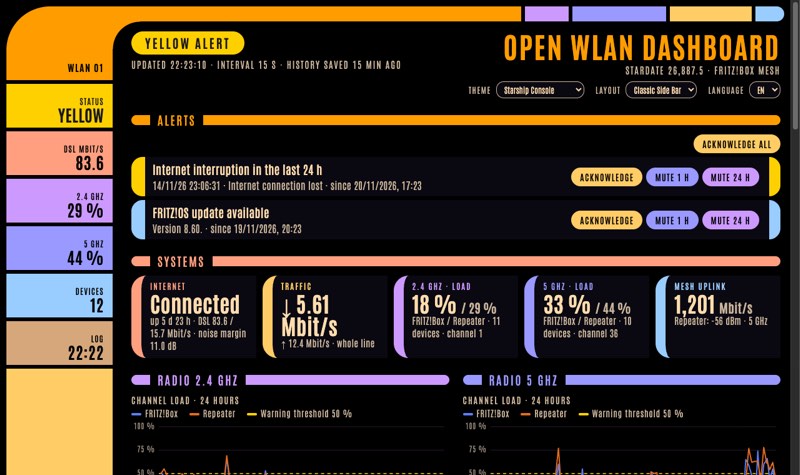 WLAN 01
STATUS
YELLOW
DSL MBIT/S
83.6
2.4 GHZ
29 %
5 GHZ
44 %
DEVICES
12
LOG
22:22
YELLOW ALERT
UPDATED 22:23:10 · INTERVAL 15 S · HISTORY SAVED 15 MIN AGO
OPEN WLAN DASHBOARD
STARDATE 26,887.5 · FRITZ!BOX MESH
THEME Starship Console LAYOUT Classic Side Bar LANGUAGE EN
ALERTS
ACKNOWLEDGE ALL
Internet interruption in the last 24 h
14/11/26 23:06:31 · Internet connection lost · since 20/11/2026, 17:23
ACKNOWLEDGE MUTE 1 H MUTE 24 H
FRITZ!OS update available
Version 8.60. · since 19/11/2026, 20:23
ACKNOWLEDGE MUTE 1 H MUTE 24 H
SYSTEMS
INTERNET
Connected
up 5 d 23 h · DSL 83.6 /
15.7 Mbit/s · noise margin
11.0 dB
TRAFFIC
↓ 5.61
Mbit/s
↑ 12.4 Mbit/s · whole line
2.4 GHZ · LOAD
18 % / 29 %
FRITZ!Box / Repeater · 11
devices · channel 1
5 GHZ · LOAD
33 % / 44 %
FRITZ!Box / Repeater · 10
devices · channel 36
MESH UPLINK
1,201 Mbit/s
Repeater: -56 dBm · 5 GHz
RADIO 2.4 GHZ
CHANNEL LOAD · 24 HOURS
FRITZ!Box Repeater Warning threshold 50 %
100 %
75 %
50 %
RADIO 5 GHZ
CHANNEL LOAD · 24 HOURS
FRITZ!Box Repeater Warning threshold 50 %
100 %
75 %
50 %